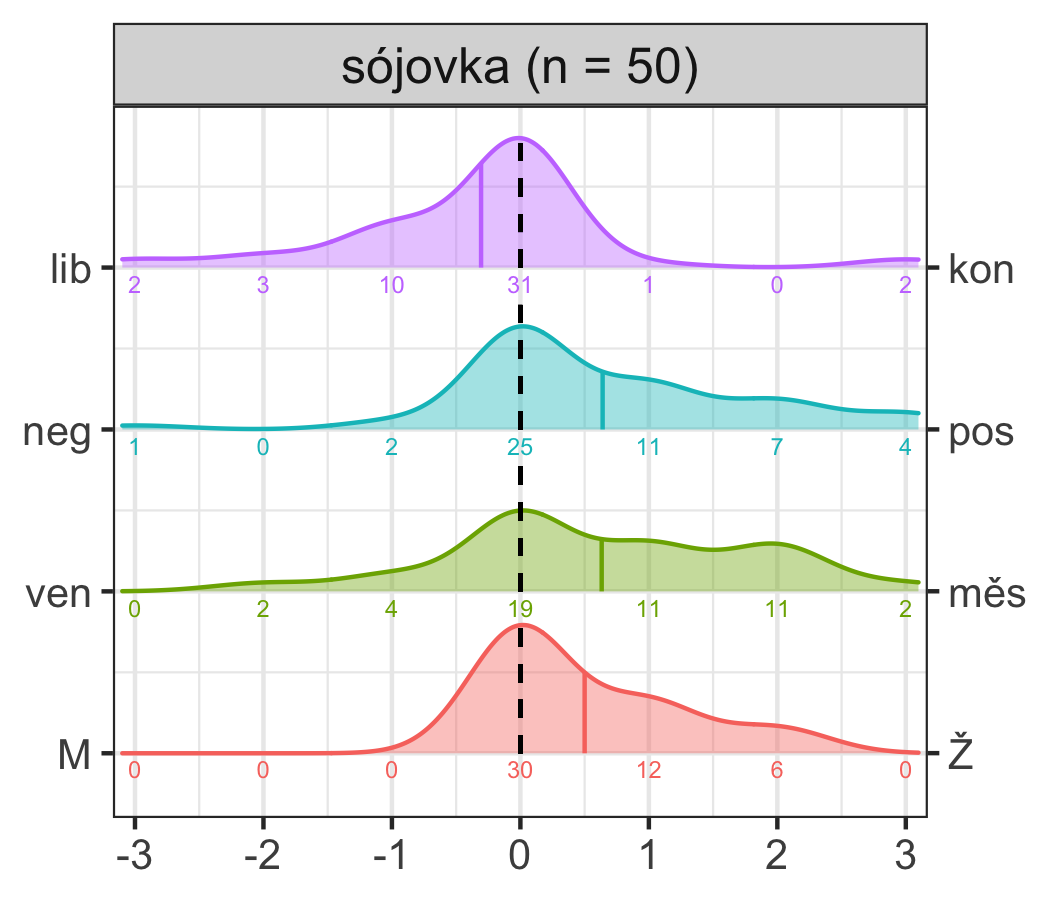 sójovka (n = 50)
lib kon
2 3 10 31 1 0 2
neg pos
1 0 2 25 11 7 4
ven měs
0 2 4 19 11 11 2
M Ž
0 0 0 30 12 6 0
-3 -2 -1 0 1 2 3